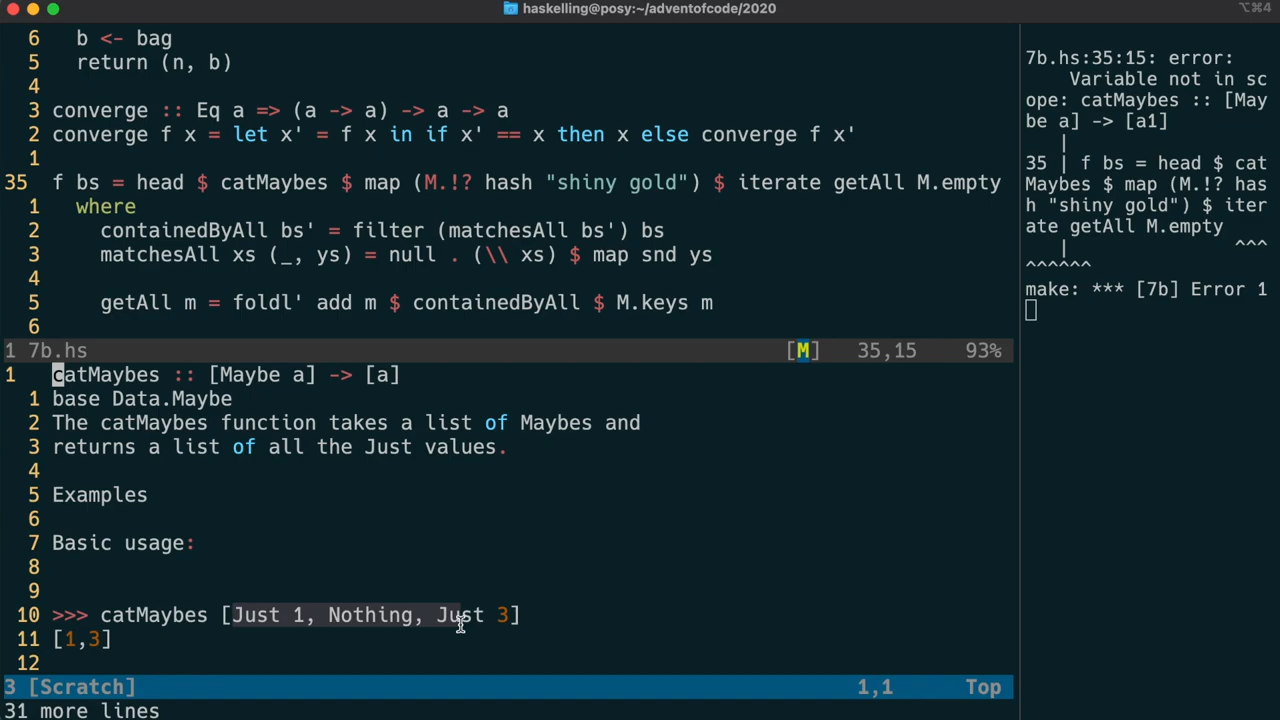 haskelling@posy:~/adventofcode/2020
⌥⌘4
6 b <- bag
5 return (n, b)
4
3 converge :: Eq a => (a -> a) -> a -> a
2 converge f x = let x' = f x in if x' == x then x else converge f x'
1
35 f bs = head $ catMaybes $ map (M.!? hash "shiny gold") $ iterate getAll M.empty
1 where
2 containedByAll bs' = filter (matchesAll bs') bs
3 matchesAll xs (_, ys) = null . (\\ xs) $ map snd ys
4
5 getAll m = foldl' add m $ containedByAll $ M.keys m
6
1 7b.hs [M] 35,15 93%
1 catMaybes :: [Maybe a] -> [a]
1 base Data.Maybe
2 The catMaybes function takes a list of Maybes and
3 returns a list of all the Just values.
4
5 Examples
6
7 Basic usage:
8
9
10 >>> catMaybes [Just 1, Nothing, Just 3]
11 [1,3]
12
3 [Scratch] 1,1 Top
31 more lines
7b.hs:35:15: error:
Variable not in sc
ope: catMaybes :: [May
be a] -> [a1]
|
35 | f bs = head $ cat
Maybes $ map (M.!? has
h "shiny gold") $ iter
ate getAll M.empty
| ^^^
^^^^^^
make: *** [7b] Error 1